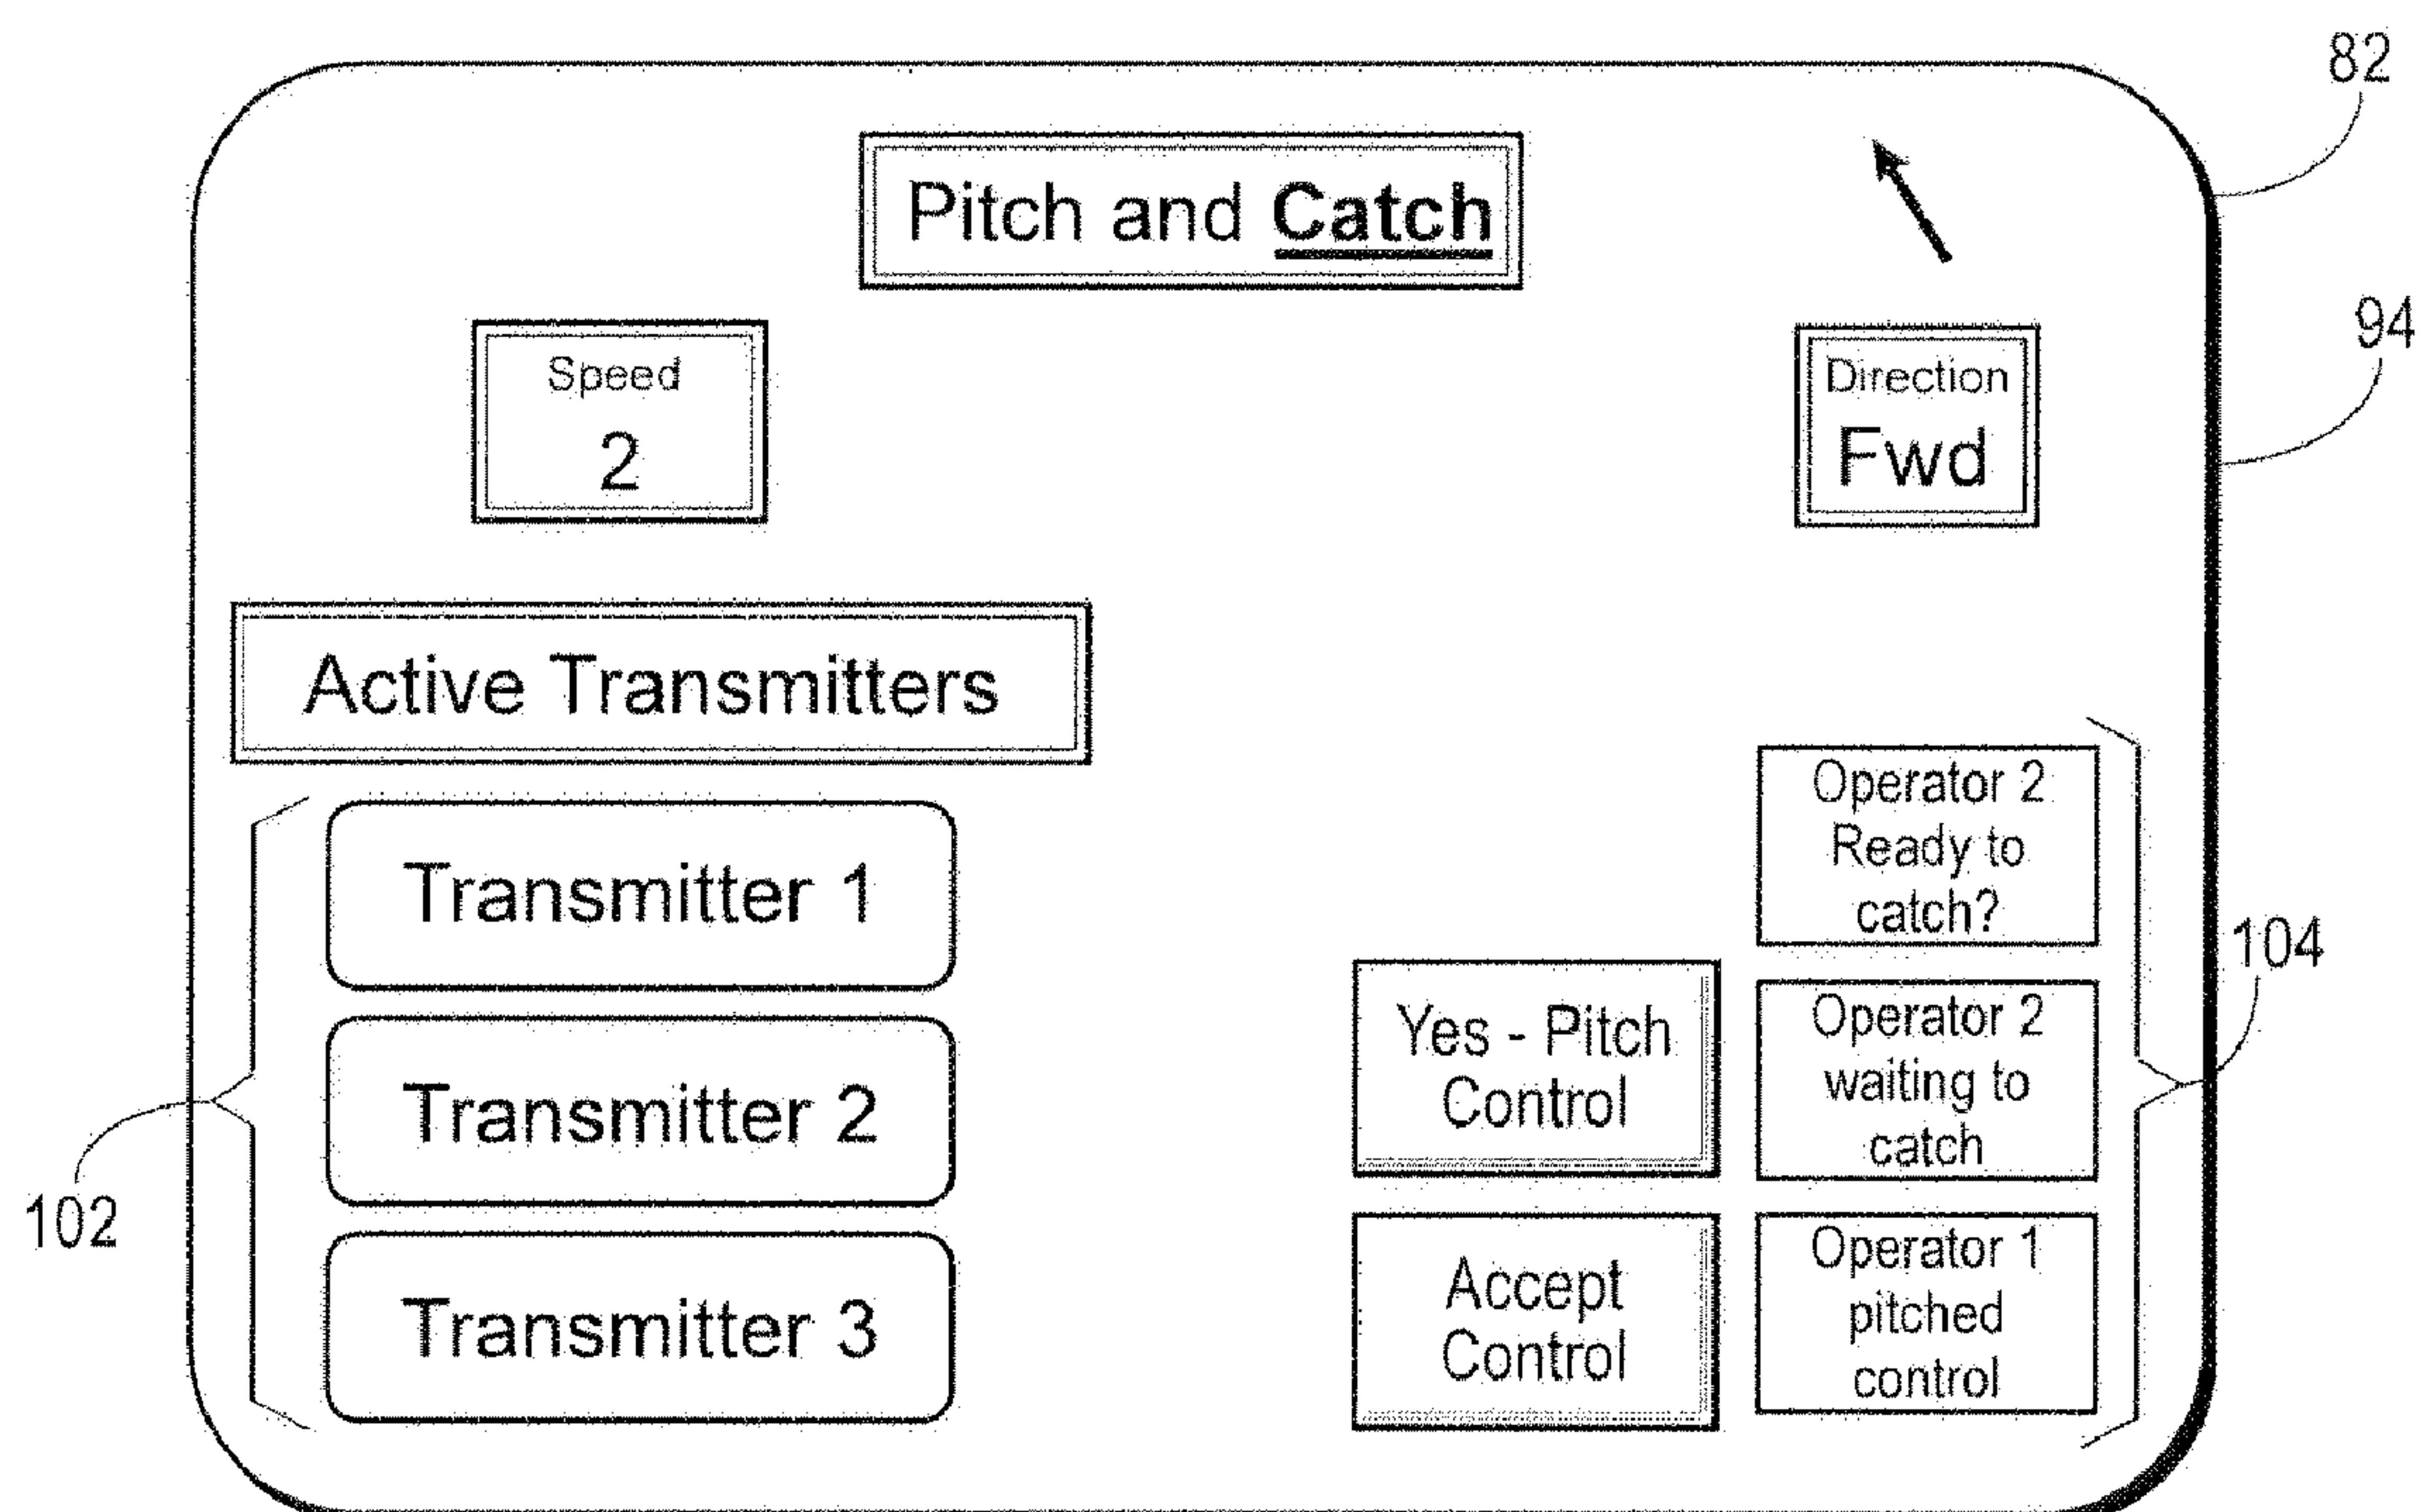 82
Pitch and Catch
94
Speed
2
Direction
Fwd
Active Transmitters
Transmitter 1
Transmitter 2
Transmitter 3
102
Yes - Pitch
Control
Accept
Control
Operator 2
Ready to
catch?
Operator 2
waiting to
catch
Operator 1
pitched
control
104